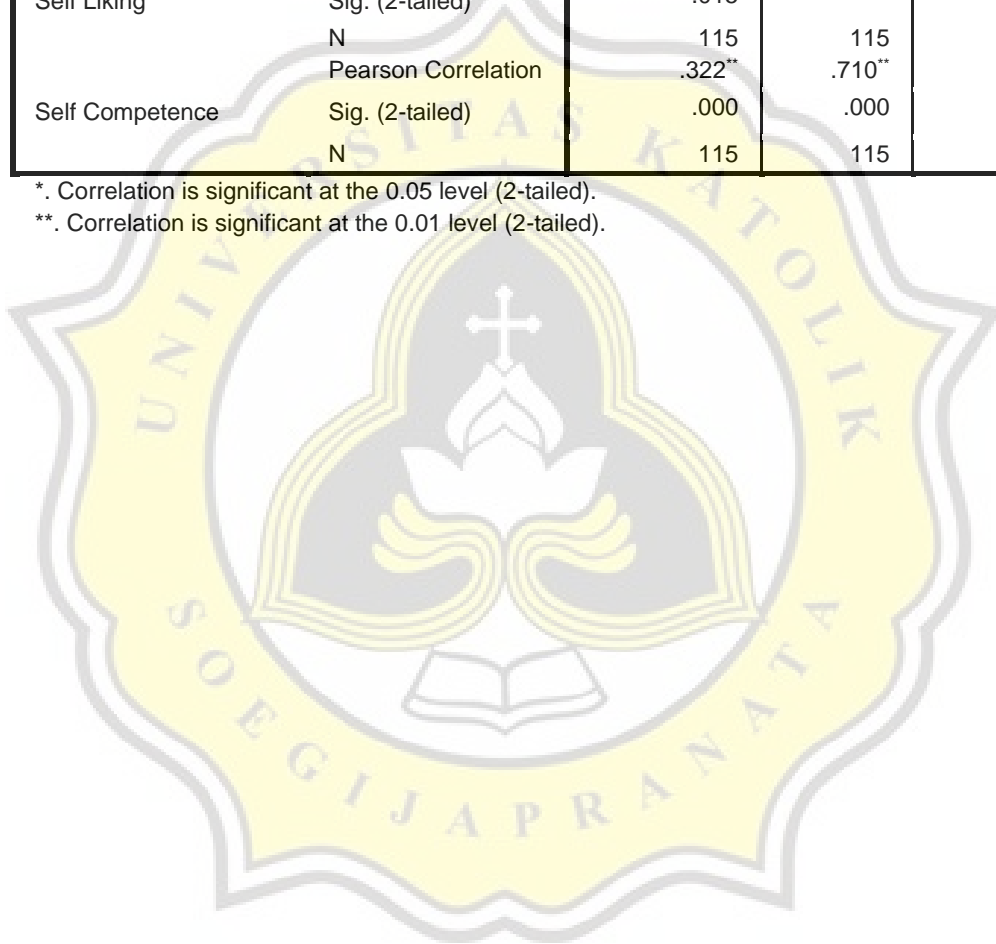 Self Liking Sig. (2-tailed)
N 115 115
Pearson Correlation .322** .710**
Self Competence Sig. (2-tailed) .000 .000
N 115 115
*. Correlation is significant at the 0.05 level (2-tailed).
**. Correlation is significant at the 0.01 level (2-tailed).
UNIVERSITAS KATOLIK
SOEGIJAPRANATA